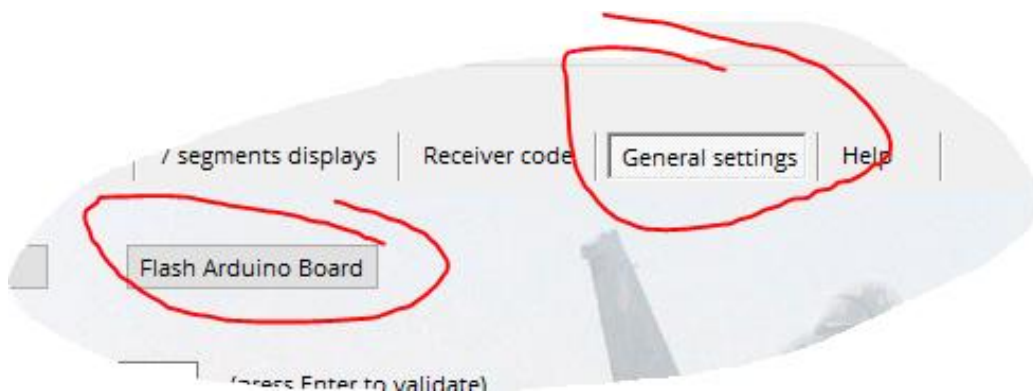 7 segments displays Receiver code General settings Help
Flash Arduino Board
(press Enter to validate)